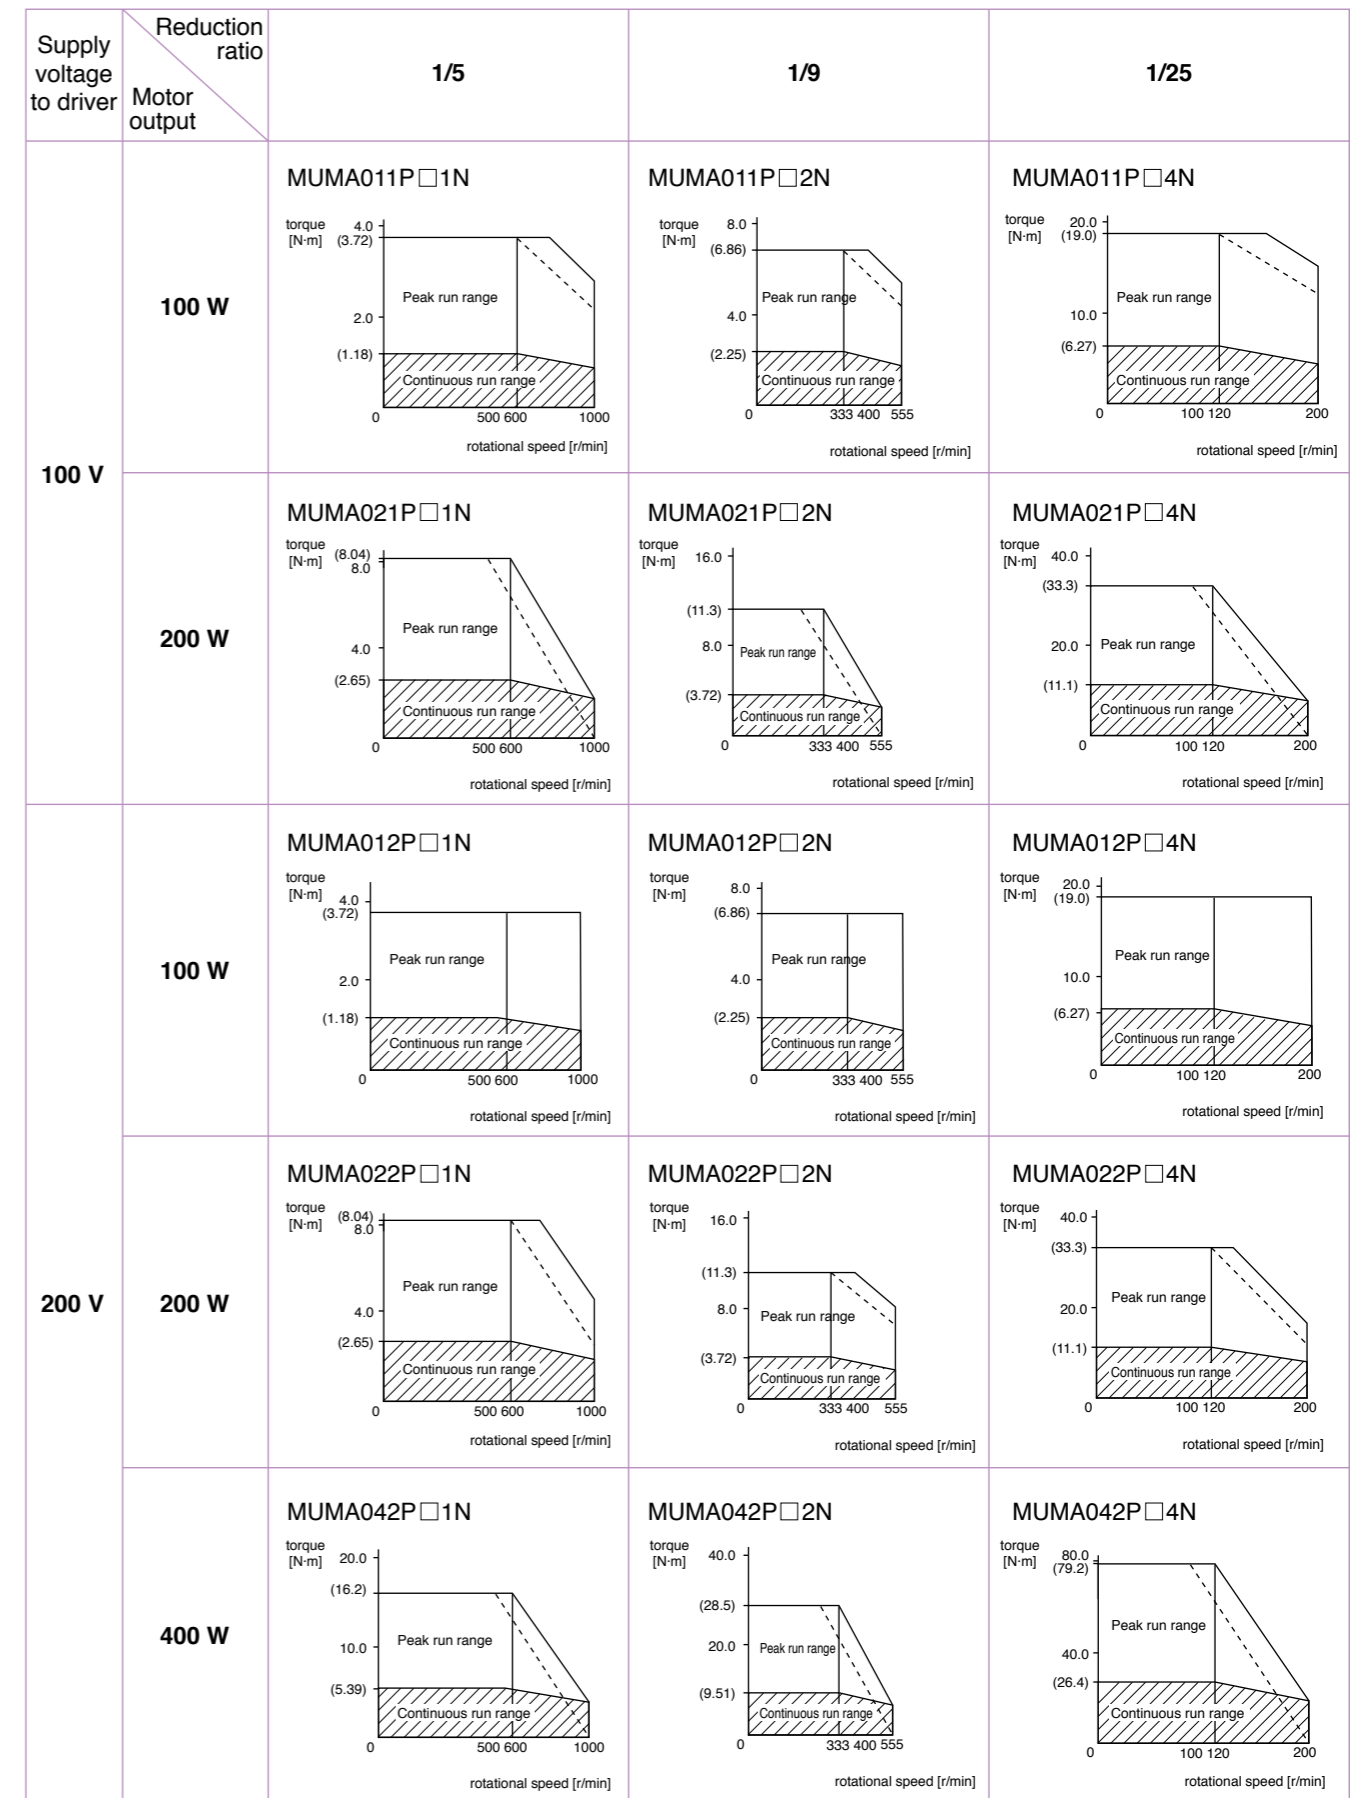 Supply
voltage
to driver
Reduction
ratio
Motor
output
1/5
1/9
1/25
100 V
100 W
MUMA011P□1N
torque
[N·m]
4.0
(3.72)
2.0
(1.18)
Peak run range
Continuous run range
0
500 600
1000
rotational speed [r/min]
MUMA011P□2N
torque
[N·m]
8.0
(6.86)
4.0
(2.25)
Peak run range
Continuous run range
0
333 400
555
rotational speed [r/min]
MUMA011P□4N
torque
[N·m]
20.0
(19.0)
10.0
(6.27)
Peak run range
Continuous run range
0
100 120
200
rotational speed [r/min]
200 W
MUMA021P□1N
torque
[N·m]
(8.04)
8.0
4.0
(2.65)
Peak run range
Continuous run range
0
500 600
1000
rotational speed [r/min]
MUMA021P□2N
torque
[N·m]
16.0
(11.3)
8.0
(3.72)
Peak run range
Continuous run range
0
333 400
555
rotational speed [r/min]
MUMA021P□4N
torque
[N·m]
40.0
(33.3)
20.0
(11.1)
Peak run range
Continuous run range
0
100 120
200
rotational speed [r/min]
200 V
100 W
MUMA012P□1N
torque
[N·m]
4.0
(3.72)
2.0
(1.18)
Peak run range
Continuous run range
0
500 600
1000
rotational speed [r/min]
MUMA012P□2N
torque
[N·m]
8.0
(6.86)
4.0
(2.25)
Peak run range
Continuous run range
0
333 400
555
rotational speed [r/min]
MUMA012P□4N
torque
[N·m]
20.0
(19.0)
10.0
(6.27)
Peak run range
Continuous run range
0
100 120
200
rotational speed [r/min]
200 W
MUMA022P□1N
torque
[N·m]
(8.04)
8.0
4.0
(2.65)
Peak run range
Continuous run range
0
500 600
1000
rotational speed [r/min]
MUMA022P□2N
torque
[N·m]
16.0
(11.3)
8.0
(3.72)
Peak run range
Continuous run range
0
333 400
555
rotational speed [r/min]
MUMA022P□4N
torque
[N·m]
40.0
(33.3)
20.0
(11.1)
Peak run range
Continuous run range
0
100 120
200
rotational speed [r/min]
400 W
MUMA042P□1N
torque
[N·m]
20.0
(16.2)
10.0
(5.39)
Peak run range
Continuous run range
0
500 600
1000
rotational speed [r/min]
MUMA042P□2N
torque
[N·m]
40.0
(28.5)
20.0
(9.51)
Peak run range
Continuous run range
0
333 400
555
rotational speed [r/min]
MUMA042P□4N
torque
[N·m]
80.0
(79.2)
40.0
(26.4)
Peak run range
Continuous run range
0
100 120
200
rotational speed [r/min]